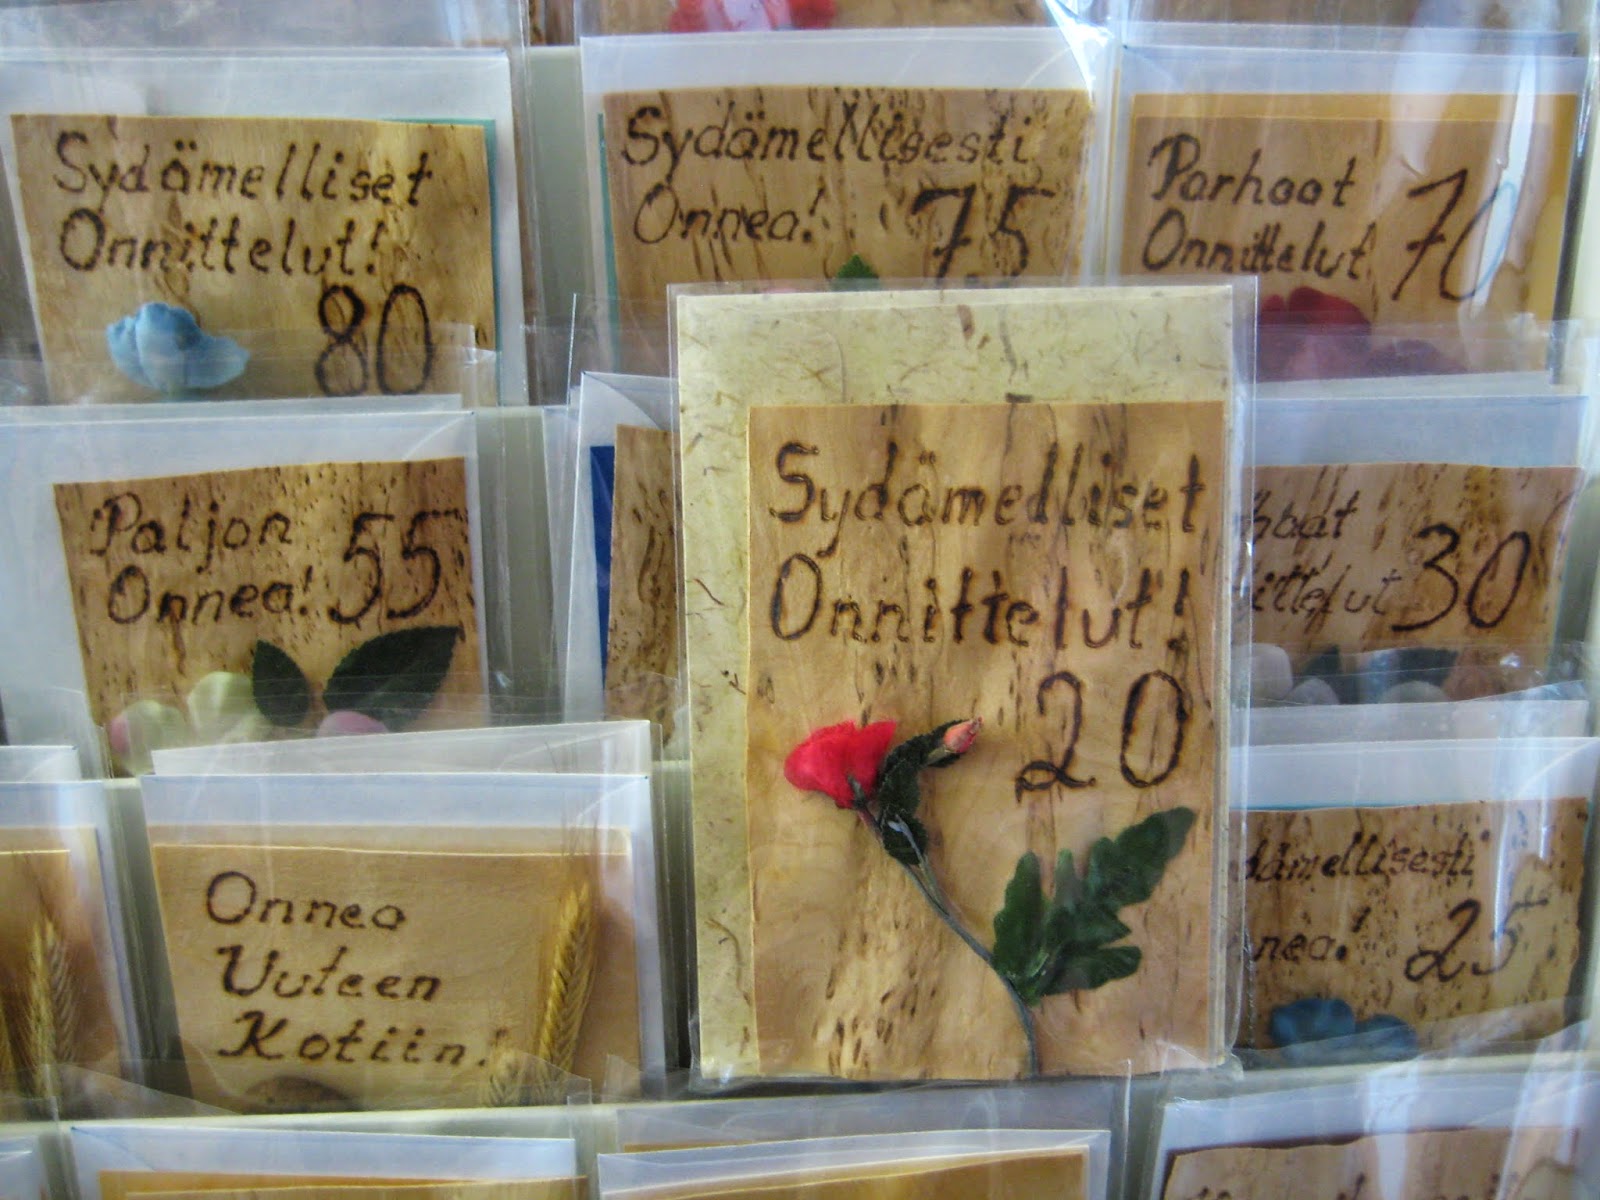 Sydämelliset
Onnittelut!
80
Sydämellisesti
Onnea! 75
Parhaat
Onnittelut 70
Paljon
Onnea! 55
Sydämelliset
Onnittelut!
20
30
Onnea
Uuteen
Kotiin!
25